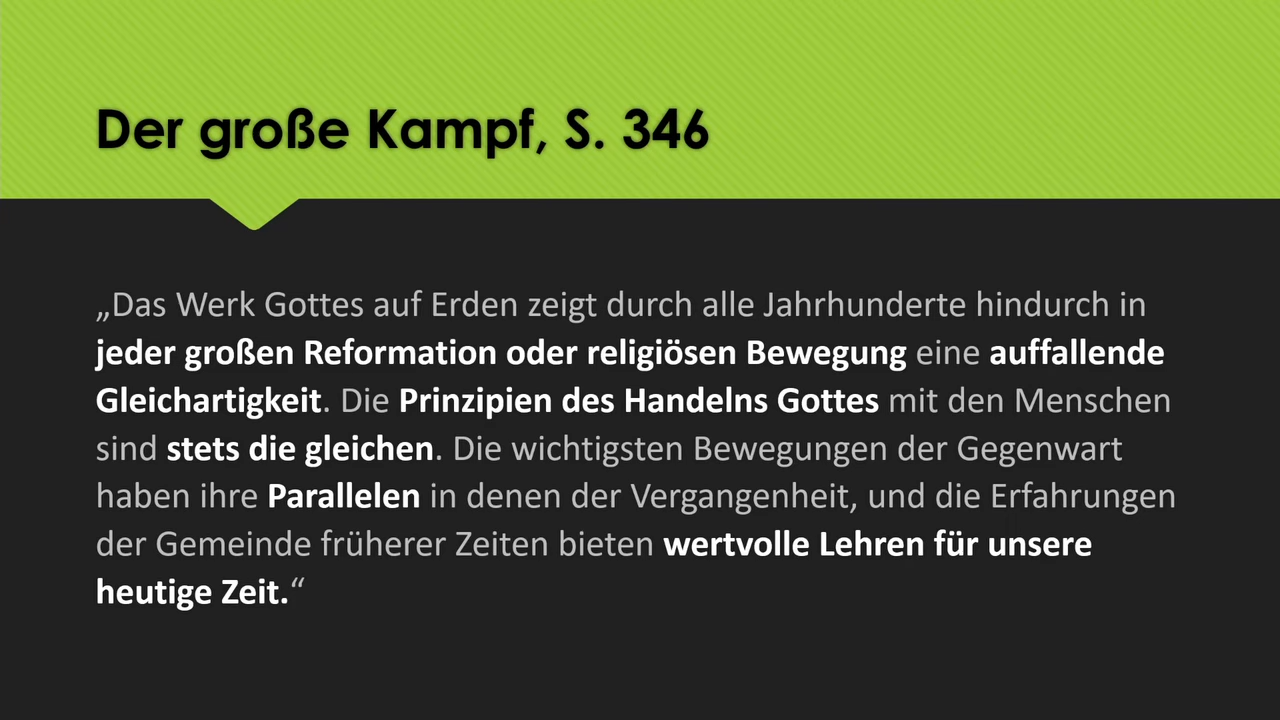 Der große Kampf, S. 346
„Das Werk Gottes auf Erden zeigt durch alle Jahrhunderte hindurch in
jeder großen Reformation oder religiösen Bewegung eine auffallende
Gleichartigkeit. Die Prinzipien des Handelns Gottes mit den Menschen
sind stets die gleichen. Die wichtigsten Bewegungen der Gegenwart
haben ihre Parallelen in denen der Vergangenheit, und die Erfahrungen
der Gemeinde früherer Zeiten bieten wertvolle Lehren für unsere
heutige Zeit.“